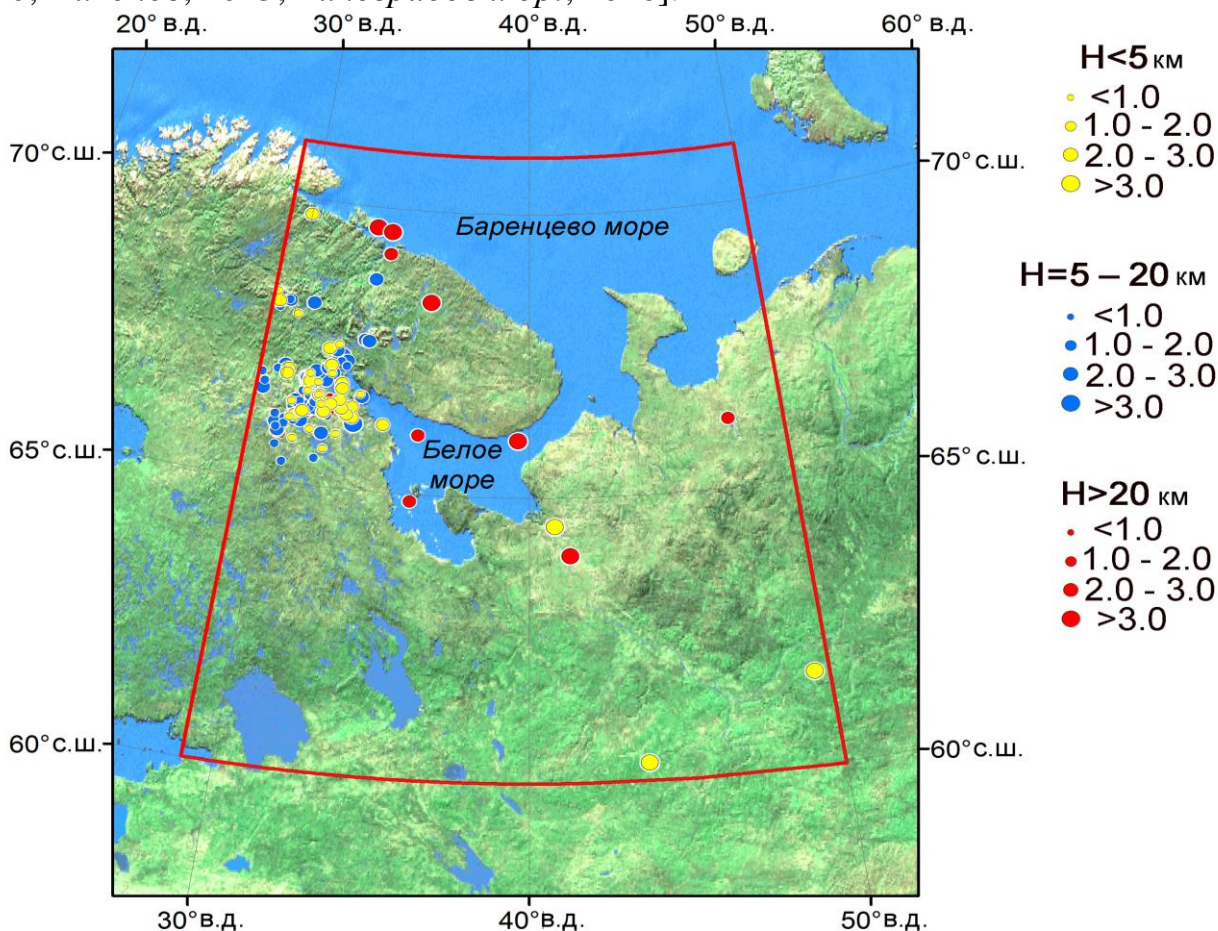 20° в.д. 30° в.д. 40° в.д. 50° в.д. 60° в.д.
70° с.ш. 70° с.ш.
Баренцево море
65° с.ш. 65° с.ш.
Белое
море
60° с.ш. 60° с.ш.
30° в.д. 40° в.д. 50° в.д.
H<5 км
<1.0
1.0 - 2.0
2.0 - 3.0
>3.0
H=5 – 20 км
<1.0
1.0 - 2.0
2.0 - 3.0
>3.0
H>20 км
<1.0
1.0 - 2.0
2.0 - 3.0
>3.0